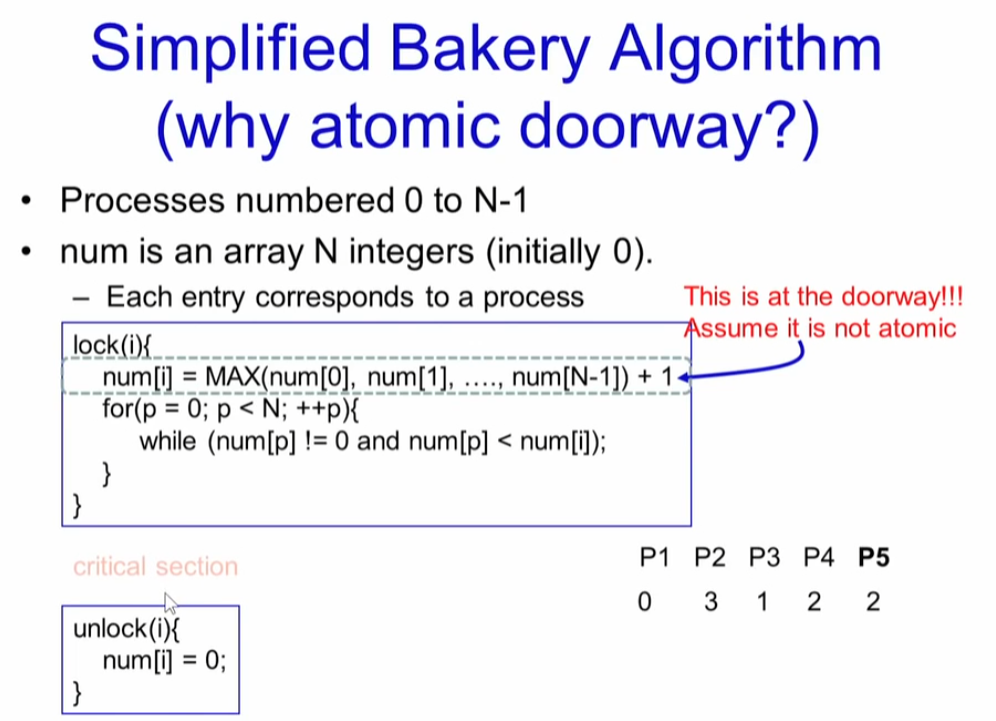 Simplified Bakery Algorithm
(why atomic doorway?)
• Processes numbered 0 to N-1
• num is an array N integers (initially 0).
– Each entry corresponds to a process
This is at the doorway!!!
Assume it is not atomic
lock(i){
num[i] = MAX(num[0], num[1], …., num[N-1]) + 1
for(p = 0; p < N; ++p){
while (num[p] != 0 and num[p] < num[i]);
}
}
critical section
P1 P2 P3 P4 P5
0 3 1 2 2
unlock(i){
num[i] = 0;
}